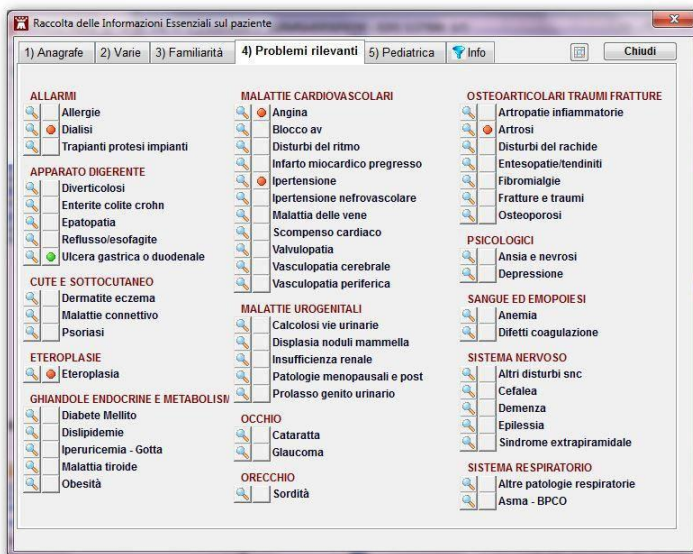 Raccolta delle Informazioni Essenziali sul paziente
1) Anagrafe
2) Varie
3) Familiarità
4) Problemi rilevanti
5) Pediatrica
Info
Chiudi
ALLARMI
Allergie
Dialisi
Trapianti protesi impianti
APPARATO DIGERENTE
Diverticolosi
Enterite colite crohn
Epatopatia
Reflusso/esofagite
Ulcera gastrica o duodenale
CUTE E SOTTOCUTANEO
Dermatite eczema
Malattie connettivo
Psoriasi
ETEROPLASIE
Eteroplasia
GHIANDOLE ENDOCRINE E METABOLISM
Diabete Mellito
Dislipidemie
Iperuricemia - Gotta
Malattia tiroide
Obesità
MALATTIE CARDIOVASCOLARI
Angina
Blocco av
Disturbi del ritmo
Infarto miocardico pregresso
Ipertensione
Ipertensione nefrovascolare
Malattia delle vene
Scompenso cardiaco
Valvulopatia
Vasculopatia cerebrale
Vasculopatia periferica
MALATTIE UROGENITALI
Calcolosi vie urinarie
Displasia noduli mammella
Insufficienza renale
Patologie menopausali e post
Prolasso genito urinario
OCCHIO
Cataratta
Glaucoma
ORECCHIO
Sordità
OSTEOARTICOLARI TRAUMI FRATTURE
Artropatie infiammatorie
Artrosi
Disturbi del rachide
Entesopatie/tendiniti
Fibromialgie
Fratture e traumi
Osteoporosi
PSICOLOGICI
Ansia e nevrosi
Depressione
SANGUE ED EMOPOIESI
Anemia
Difetti coagulazione
SISTEMA NERVOSO
Altri disturbi snc
Cefalea
Demenza
Epilessia
Sindrome extrapiramidale
SISTEMA RESPIRATORIO
Altre patologie respiratorie
Asma - BPCO